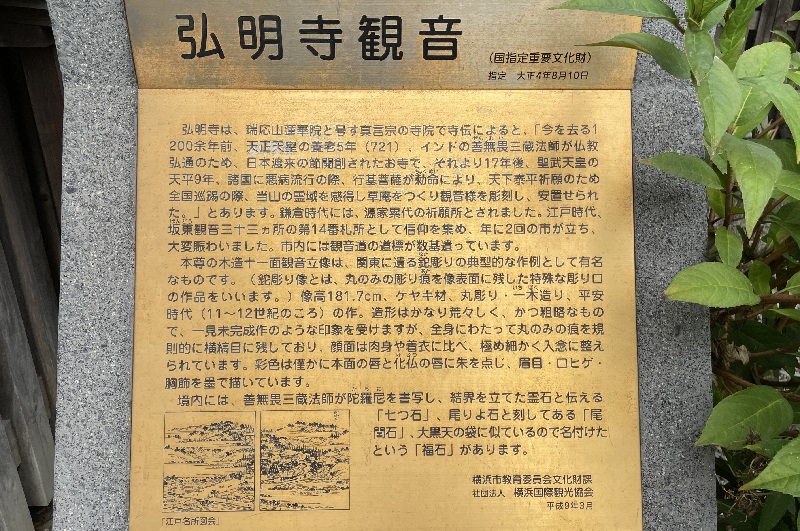 弘明寺観音
(国指定重要文化財)
指定 大正4年8月10日
弘明寺は、瑞応山蓮華院と号す真言宗の寺院で寺伝によると、「今を去る1
200余年前、天正天皇の養老5年(721)、インドの善無畏三蔵法師が仏教
弘通のため、日本渡来の節開創されたお寺で、それより17年後、聖武天皇の
天平9年、諸国に悪病流行の際、行基菩薩が勅命により、天下泰平祈願のため
全国巡錫の際、当山の霊域を感得し草庵をつくり観音様を彫刻し、安置せられ
た。」とあります。鎌倉時代には、源家累代の祈願所とされました。江戸時代、
坂東観音三十三ヵ所の第14番札所として信仰を集め、年に2回の市が立ち、
大変賑わいました。市内には観音道の道標が数基遺っています。
本尊の木造十一面観音立像は、関東に遺る鉈彫りの典型的な作例として有名
なものです。(鉈彫り像とは、丸のみの彫り痕を像表面に残した特殊な彫り口
の作品をいいます。)像高181.7cm、ケヤキ材、丸彫り・一木造り、平安
時代(11~12世紀のころ)の作。造形はかなり荒々しく、かつ粗略なもの
で、一見未完成作のような印象を受けますが、全身にわたって丸のみの痕を規
則的に横縞目に残しており、顔面は肉身や着衣に比べ、極め細かく入念に整え
られています。彩色は僅かに本面の唇と化仏の唇に朱を点じ、眉目・口ヒゲ・
胸飾を墨で描いています。
境内には、善無畏三蔵法師が陀羅尼を書写し、結界を立てた霊石と伝える
「七つ石」、尾りよ石と刻してある「尾
閭石」、大黒天の袋に似ているので名付けた
という「福石」があります。
横浜市教育委員会文化財課
社団法人 横浜国際観光協会
平成9年3月
「江戸名所図会」